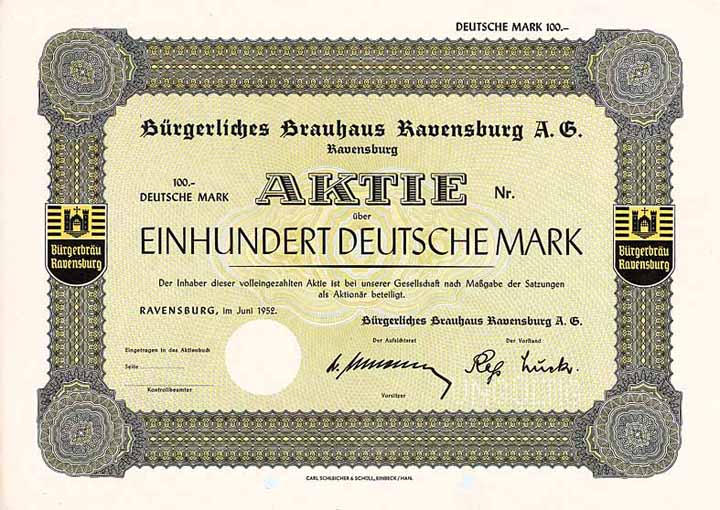 DEUTSCHE MARK 100.–
Bürgerliches Brauhaus Ravensburg A. G.
Ravensburg
100.–
DEUTSCHE MARK
AKTIE Nr.
über
EINHUNDERT DEUTSCHE MARK
Bürgerbräu
Ravensburg
Bürgerbräu
Ravensburg
Der Inhaber dieser volleingezahlten Aktie ist bei unserer Gesellschaft nach Maßgabe der Satzungen
als Aktionär beteiligt.
RAVENSBURG, im Juni 1952.
Bürgerliches Brauhaus Ravensburg A. G.
Der Aufsichtsrat Der Vorstand
Eingetragen in das Aktienbuch
Seite
Kontrollbeamter
Vorsitzer
CARL SCHLEICHER & SCHÜLL, EINBECK/HAN.